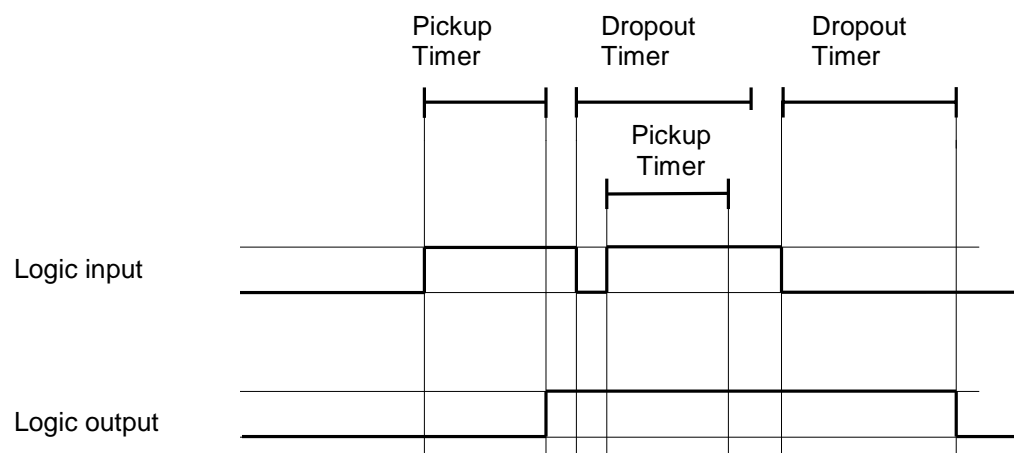 Pickup
Timer
Dropout
Timer
Dropout
Timer
Pickup
Timer
Logic input
Logic output